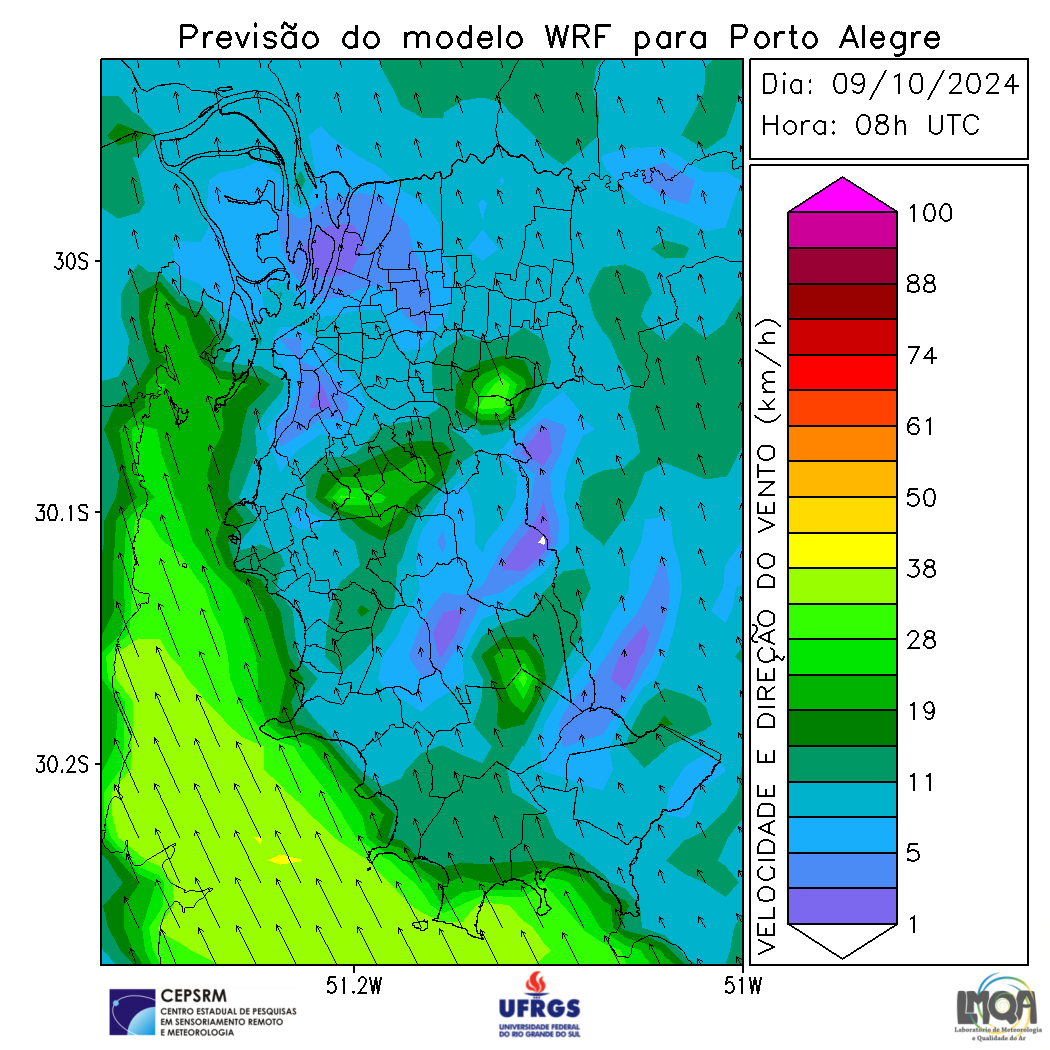 Previsão do modelo WRF para Porto Alegre
Dia: 09/10/2024
Hora: 08h UTC
30S
30.1S
30.2S
51.2W
51W
VELOCIDADE E DIREÇÃO DO VENTO (km/h)
100
88
74
61
50
38
28
19
11
5
1
CEPSRM
CENTRO ESTADUAL DE PESQUISAS
EM SENSORIAMENTO REMOTO
E METEOROLOGIA
UFRGS
UNIVERSIDADE FEDERAL
DO RIO GRANDE DO SUL
LMQA
Laboratório de Meteorologia
e Qualidade do Ar